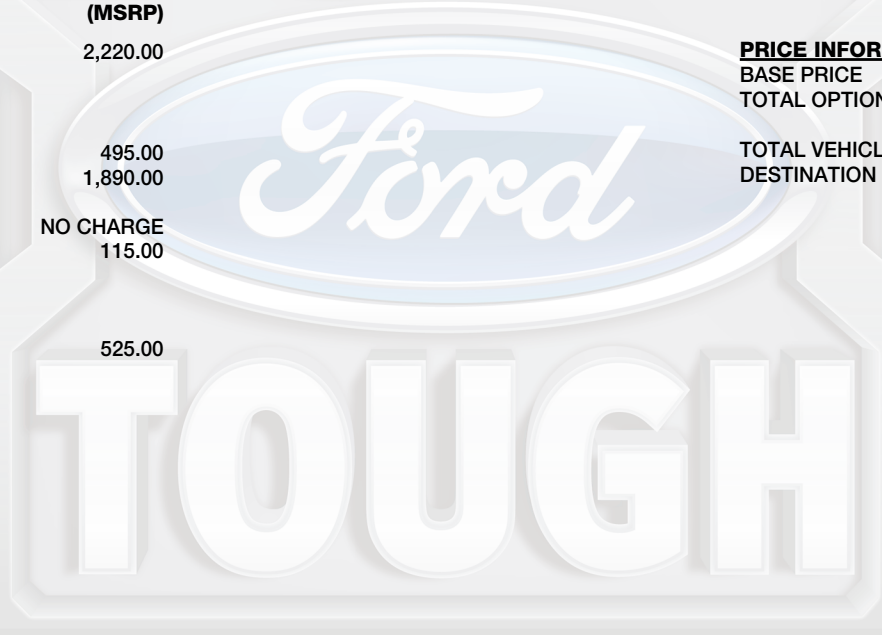 (MSRP)
2,220.00
495.00
1,890.00
NO CHARGE
115.00
525.00
PRICE INFOR
BASE PRICE
TOTAL OPTION
TOTAL VEHICL
DESTINATION
Ford
TOUGH